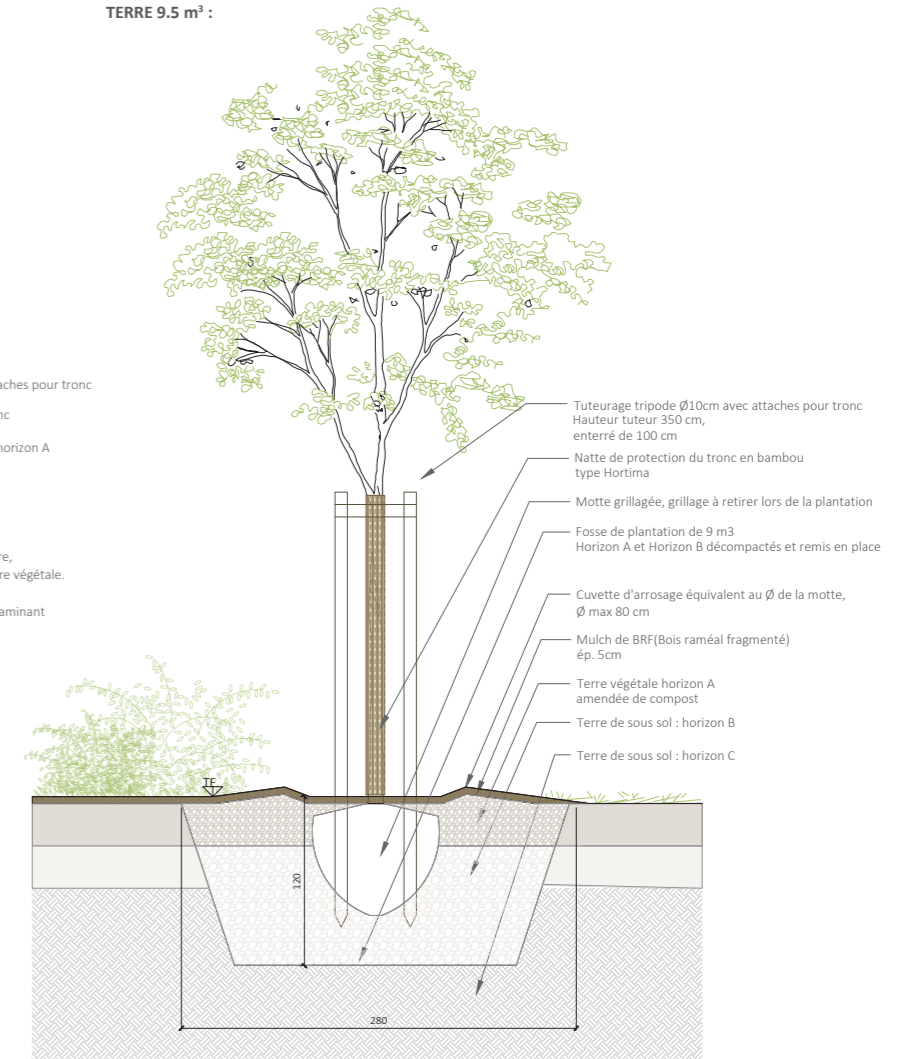 TERRE 9.5 m³ :
aches pour tronc
nc
horizon A
re,
re végétale.
aminant
Tuteurage tripode Ø10cm avec attaches pour tronc
Hauteur tuteur 350 cm,
enterré de 100 cm
Natte de protection du tronc en bambou
type Hortima
Motte grillagée, grillage à retirer lors de la plantation
Fosse de plantation de 9 m3
Horizon A et Horizon B décompactés et remis en place
Cuvette d'arrosage équivalent au Ø de la motte,
Ø max 80 cm
Mulch de BRF(Bois raméal fragmenté)
ép. 5cm
Terre végétale horizon A
amendée de compost
Terre de sous sol : horizon B
Terre de sous sol : horizon C
120
280